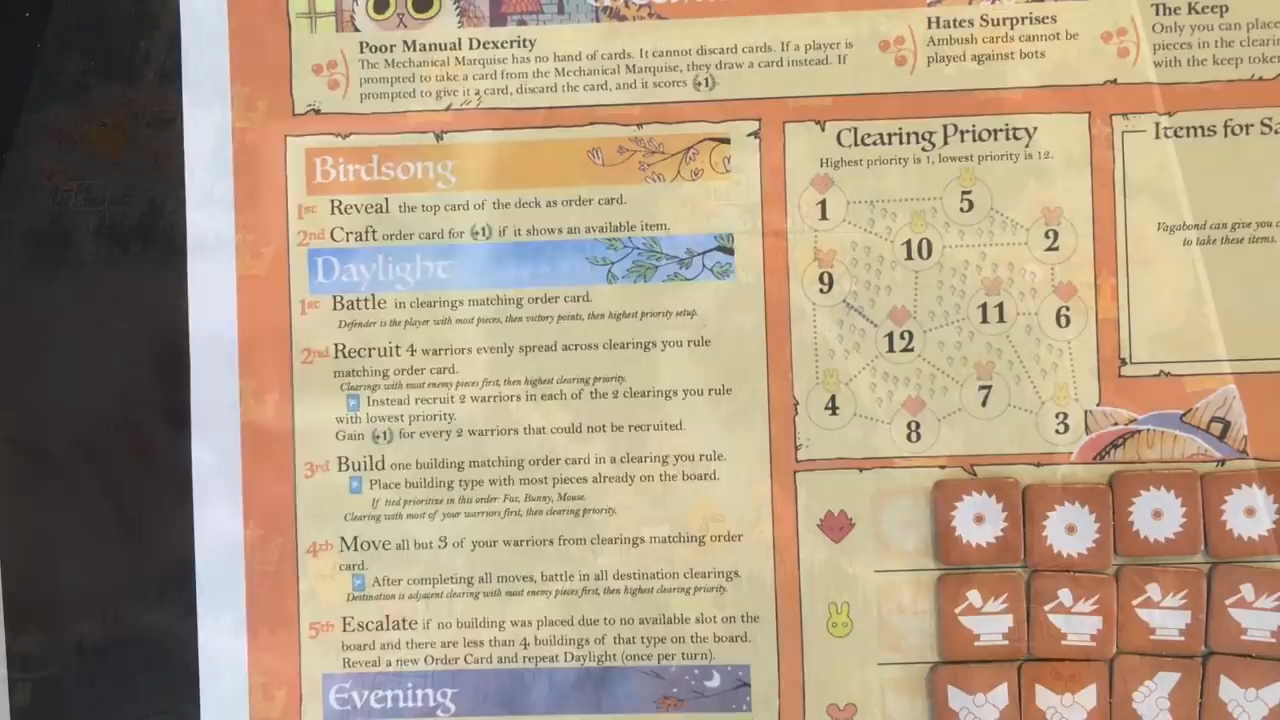 Poor Manual Dexterity
The Mechanical Marquise has no hand of cards. It cannot discard cards. If a player is
prompted to take a card from the Mechanical Marquise, they draw a card instead. If
prompted to give it a card, discard the card, and it scores +1.
Hates Surprises
Ambush cards cannot be
played against bots
The Keep
Only you can place
pieces in the
with the keep
Birdsong
1st Reveal the top card of the deck as order card.
2nd Craft order card for +1 if it shows an available item.
Daylight
1st Battle in clearings matching order card.
Defender is the player with most pieces, then victory points, then highest priority setup.
2nd Recruit 4 warriors evenly spread across clearings you rule
matching order card.
Clearings with most enemy pieces first, then highest clearing priority.
Instead recruit 2 warriors in each of the 2 clearings you rule
with lowest priority.
Gain +1 for every 2 warriors that could not be recruited.
3rd Build one building matching order card in a clearing you rule.
Place building type with most pieces already on the board.
If tied prioritize in this order: Fox, Bunny, Mouse.
Clearing with most of your warriors first, then clearing priority.
4th Move all but 3 of your warriors from clearings matching order
card.
After completing all moves, battle in all destination clearings.
Destination is adjacent clearing with most enemy pieces first, then highest clearing priority.
5th Escalate if no building was placed due to no available slot on the
board and there are less than 4 buildings of that type on the board.
Reveal a new Order Card and repeat Daylight (once per turn).
Evening
Clearing Priority
Highest priority is 1, lowest priority is 12.
1
5
2
10
9
11
6
12
7
4
8
3
Items for
Vagabond can give you
to take these items.